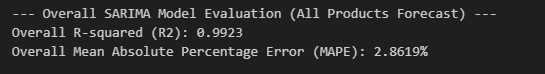 --- Overall SARIMA Model Evaluation (All Products Forecast) ---
Overall R-squared (R2): 0.9923
Overall Mean Absolute Percentage Error (MAPE): 2.8619%